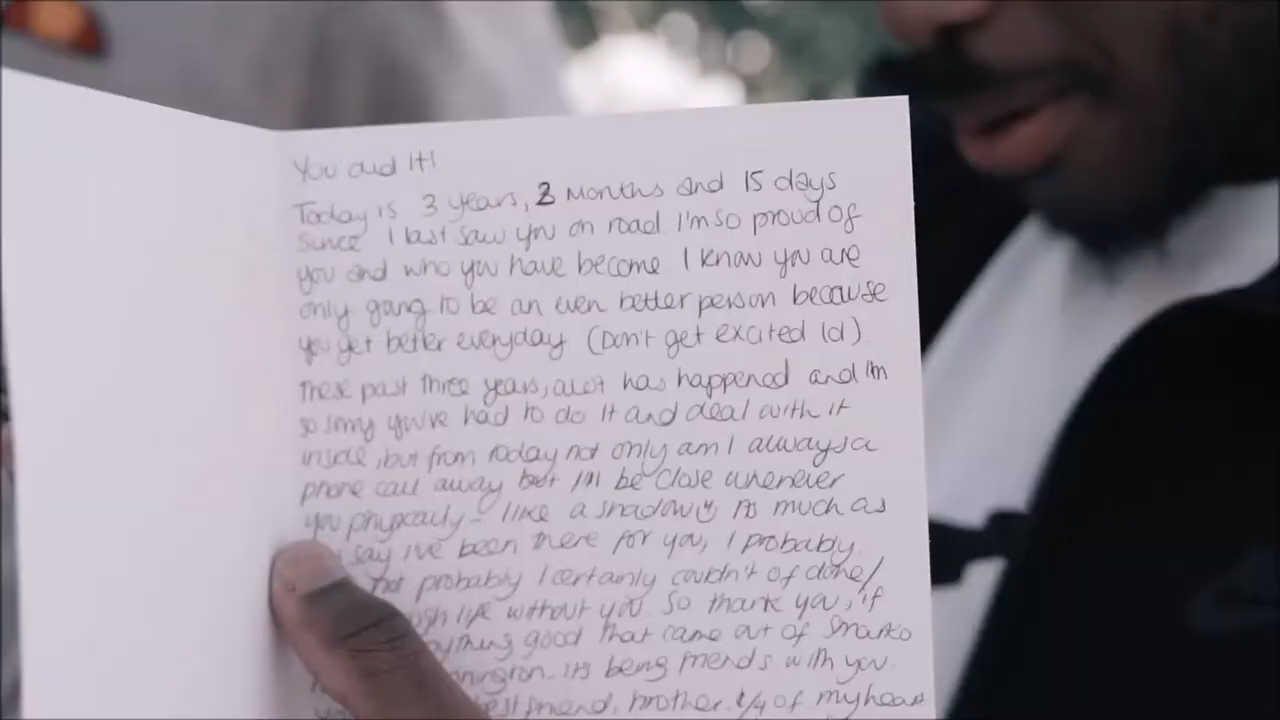 You did it!
Today is 3 years, 2 Months and 15 days
since I last saw you on road. I'm so proud of
you and who you have become I know you are
only going to be an even better person because
you get better everyday (Don't get excited ld).
These past three years, alot has happened and I'm
so sorry you've had to do it and deal with it
inside, but from today not only am I always a
phone call away but I'll be close whenever
you physically - like a shadow As much as
say I've been there for you, I probably
not probably I certainly couldn't of done/
life without you. So thank you, if
anything good that came out of
its being friends with you.
best friend, brother, 1/4 of my heart